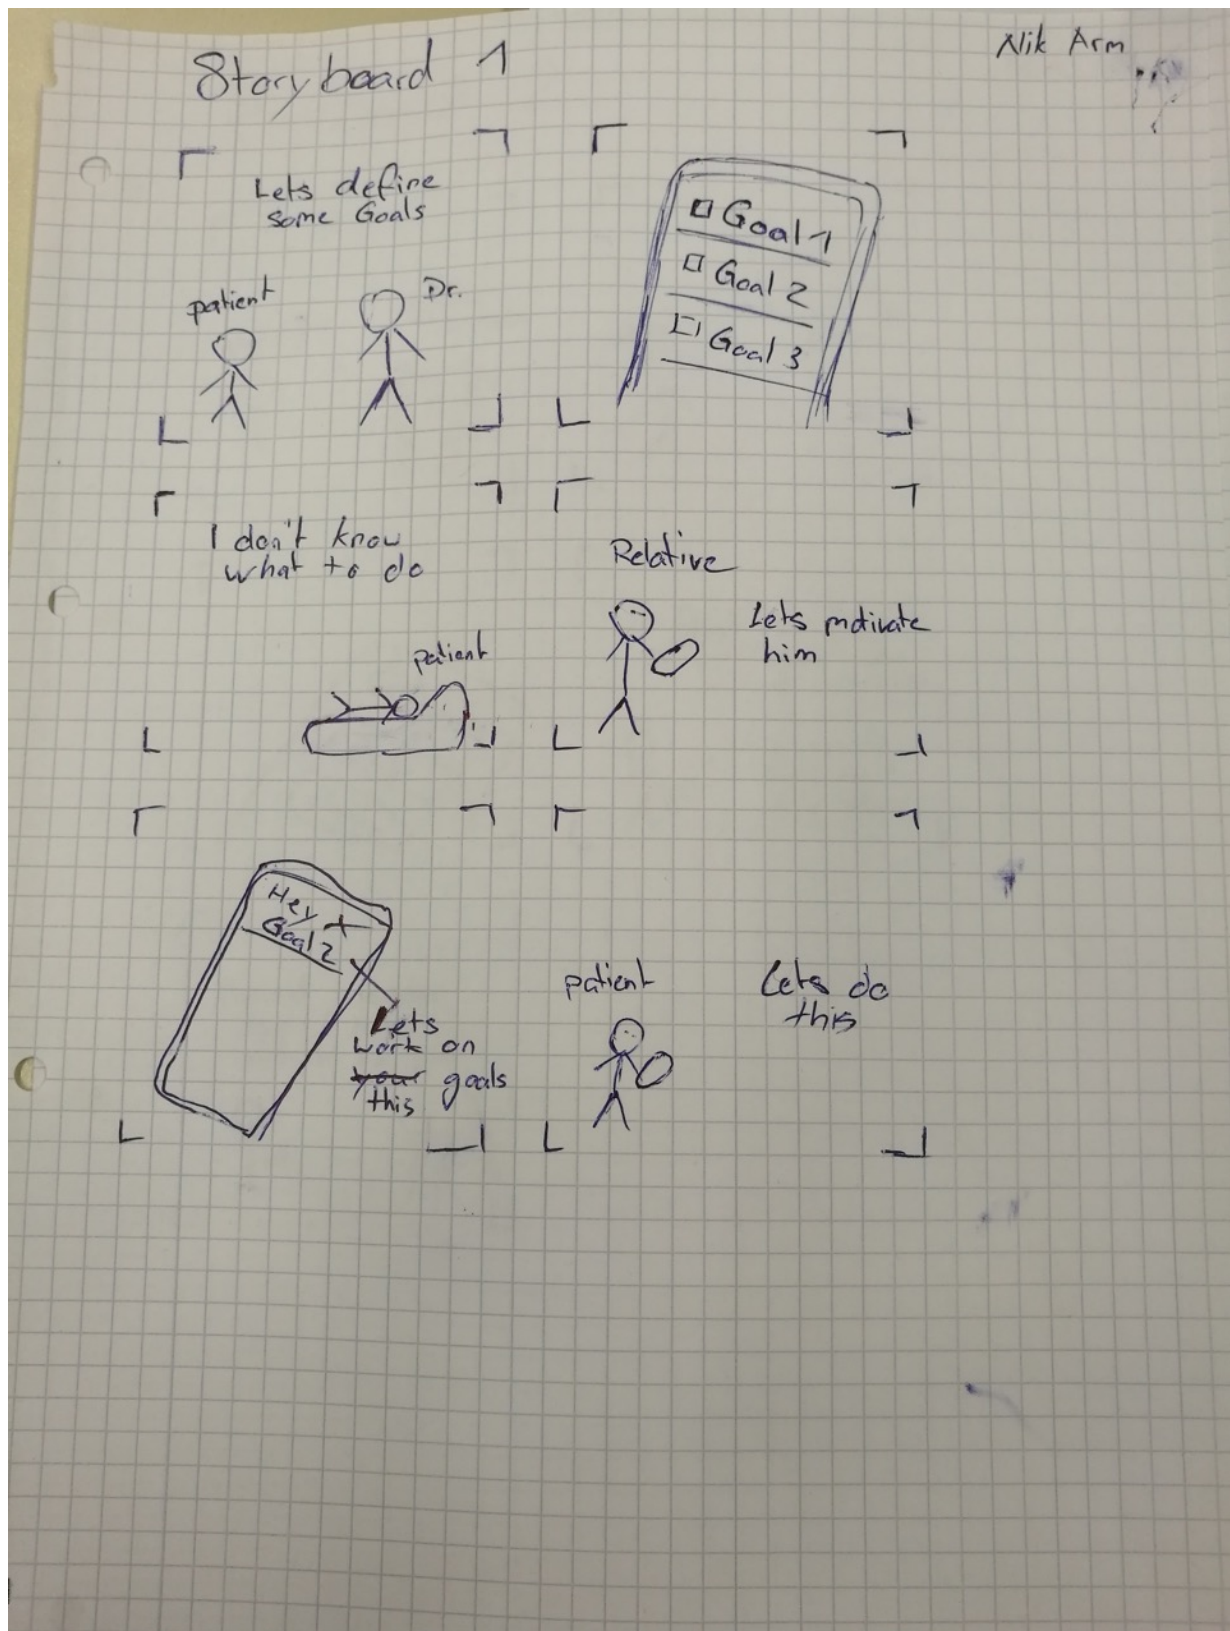 Storyboard 1
Nik Arm
Lets define
some Goals
patient
Dr.
Goal 1
Goal 2
Goal 3
I don't know
what to do
patient
Relative
Lets motivate
him
Hey
Goal 2
Lets
work on
your goals
this
patient
Lets do
this